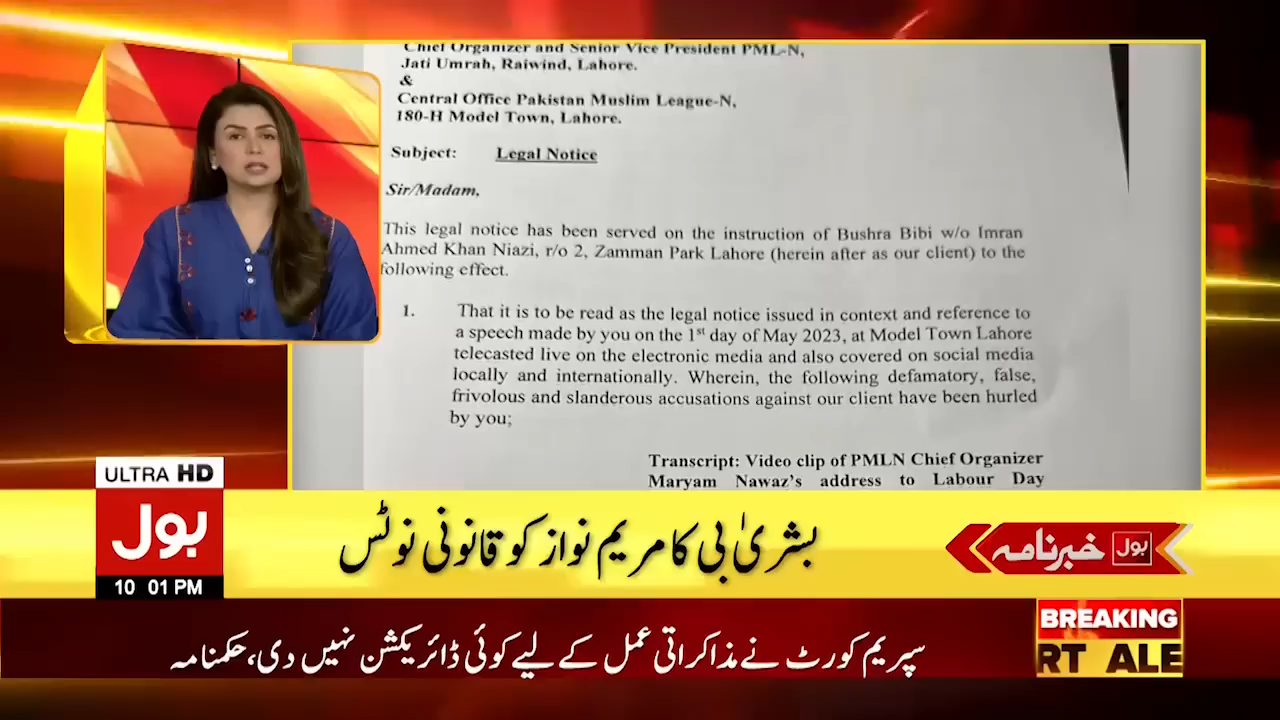 Chief Organizer and Senior Vice President PML-N,
Jati Umrah, Raiwind, Lahore.
&
Central Office Pakistan Muslim League-N,
180-H Model Town, Lahore.
Subject: Legal Notice
Sir/Madam,
This legal notice has been served on the instruction of Bushra Bibi w/o Imran
Ahmed Khan Niazi, r/o 2, Zamman Park Lahore (herein after as our client) to the
following effect.
1. That it is to be read as the legal notice issued in context and reference to
a speech made by you on the 1st day of May 2023, at Model Town Lahore
telecasted live on the electronic media and also covered on social media
locally and internationally. Wherein, the following defamatory, false,
frivolous and slanderous accusations against our client have been hurled
by you;
Transcript: Video clip of PMLN Chief Organizer
Maryam Nawaz's address to Labour Day
ULTRA HD
بول
10 01 PM
بشریٰ بی کا مریم نواز کو قانونی نوٹس
بول خبرنامہ
BREAKING
RT ALE
سپریم کورٹ نے مذاکراتی عمل کے لیے کوئی ڈائریکشن نہیں دی، حکمنامہ